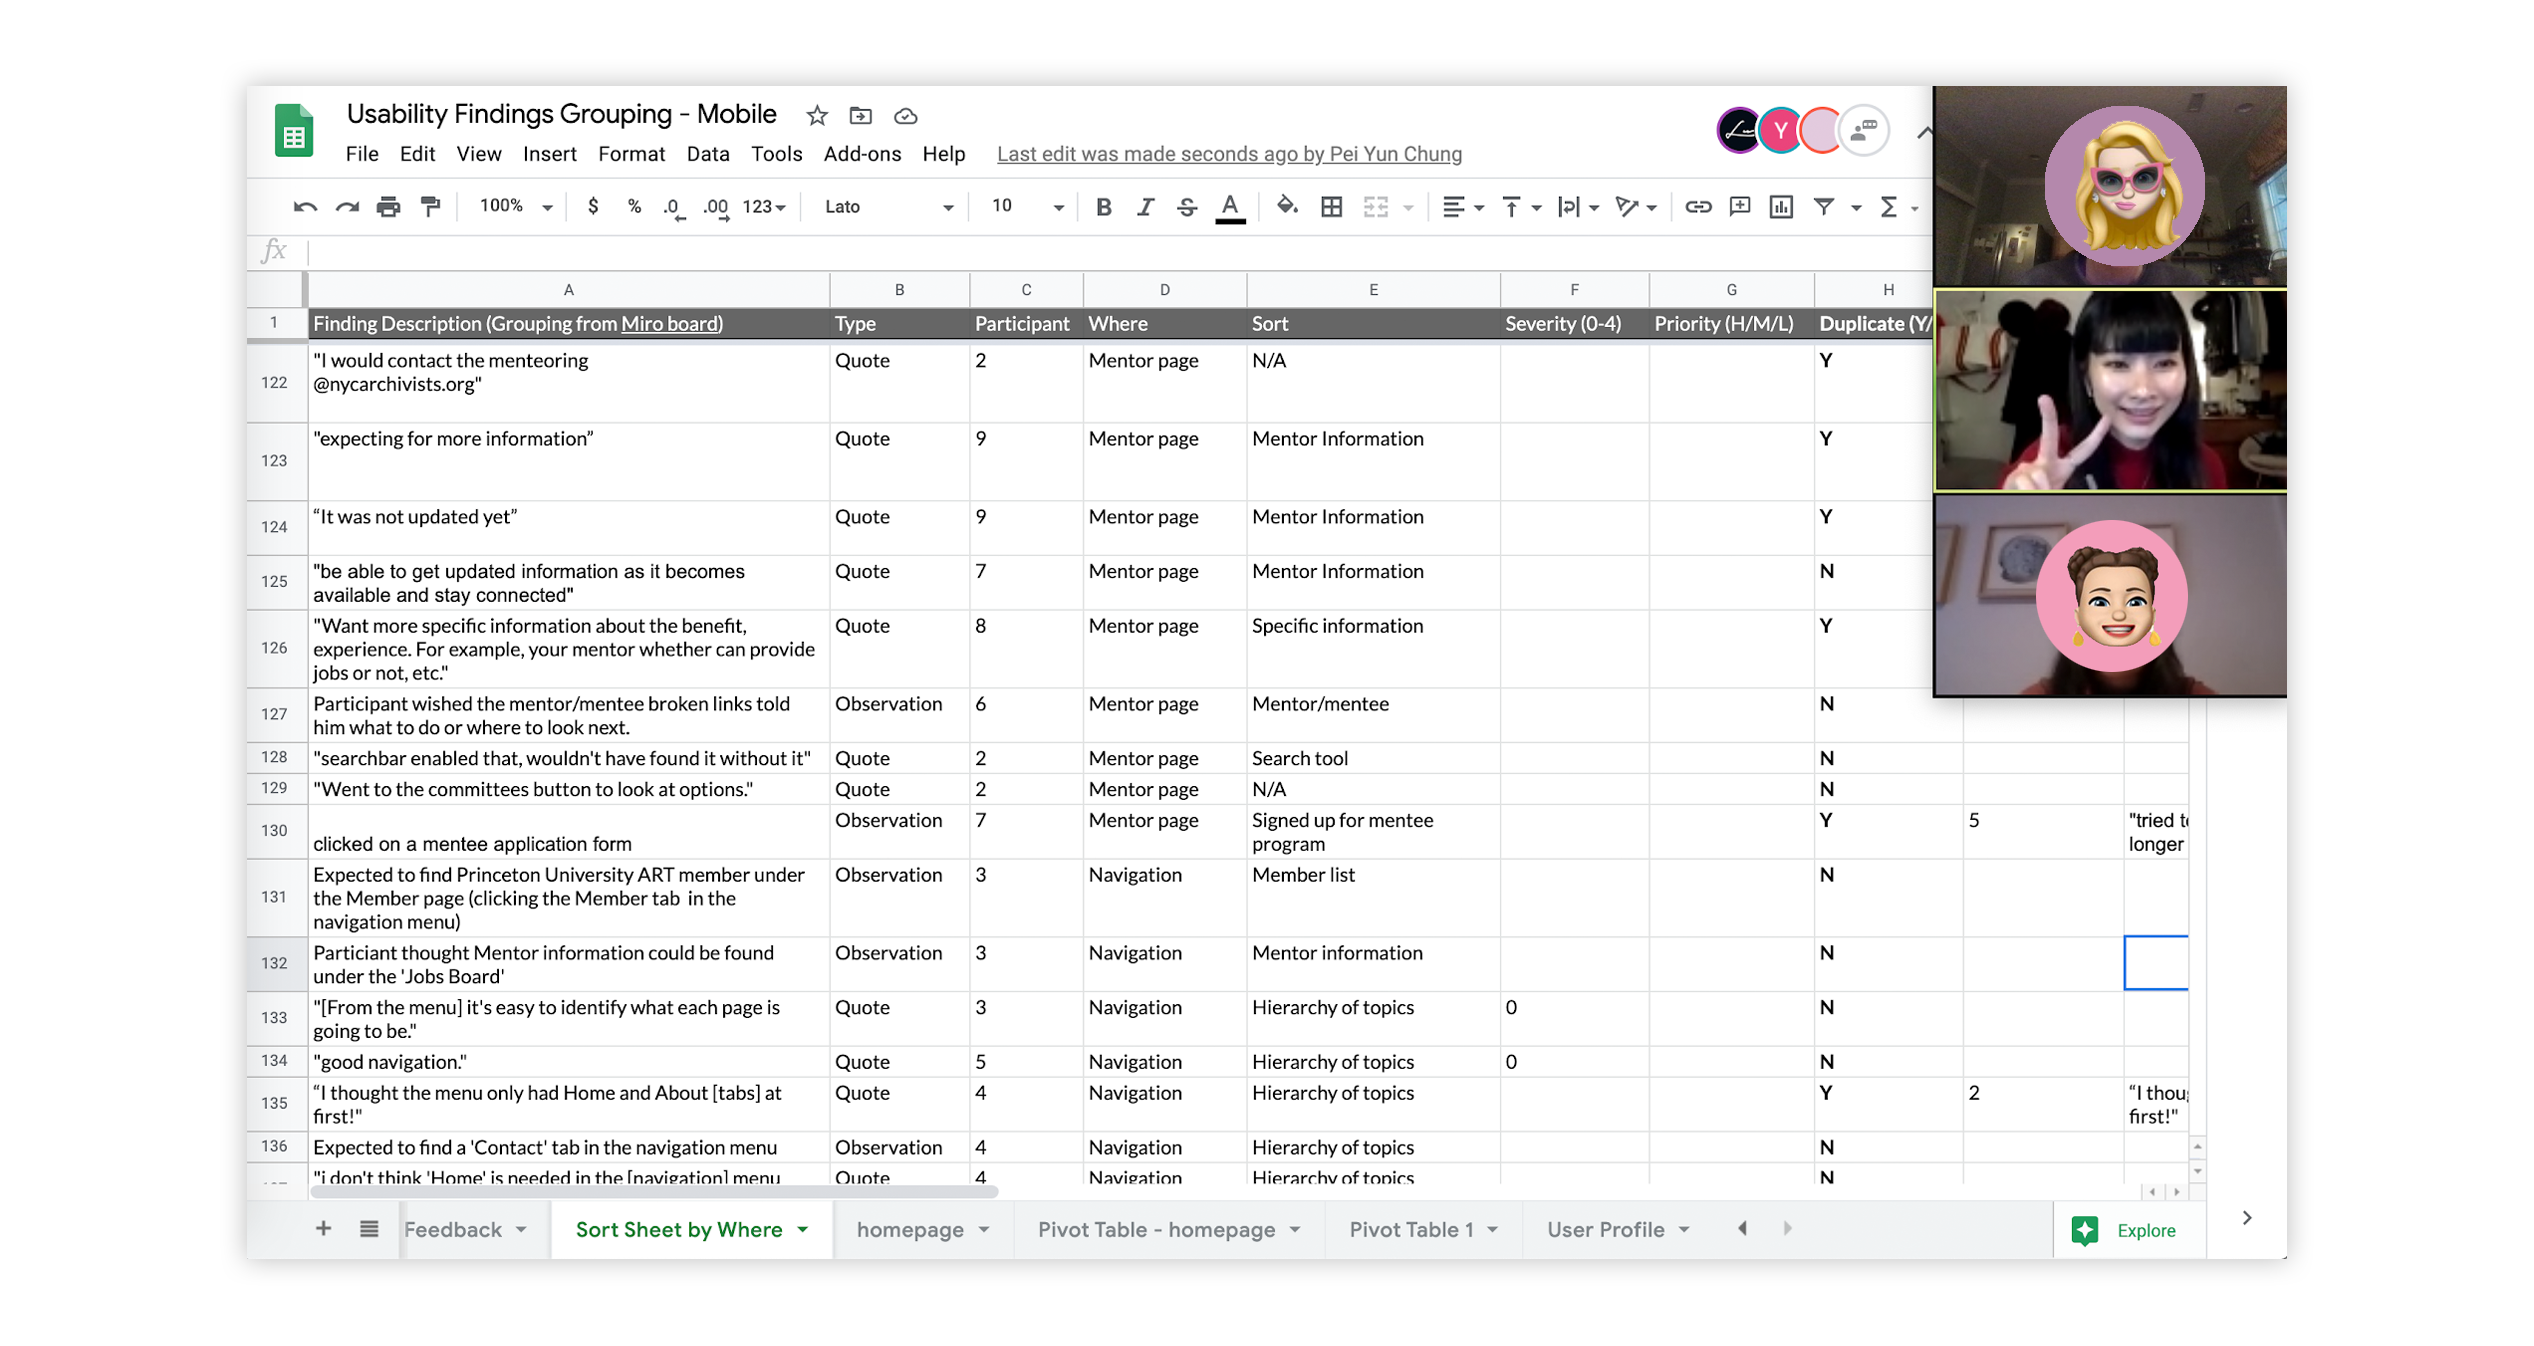 Usability Findings Grouping - Mobile
File Edit View Insert Format Data Tools Add-ons Help Last edit was made seconds ago by Pei Yun Chung
Y
100% $ % .0 .00 123 Lato 10 B I S A Σ
fx
A B C D E F G H
1 Finding Description (Grouping from Miro board) Type Participant Where Sort Severity (0-4) Priority (H/M/L) Duplicate (Y/
122 "I would contact the menteoring Quote 2 Mentor page N/A Y
@nycarchivists.org"
123 "expecting for more information” Quote 9 Mentor page Mentor Information Y
124 “It was not updated yet” Quote 9 Mentor page Mentor Information Y
125 "be able to get updated information as it becomes Quote 7 Mentor page Mentor Information N
available and stay connected"
126 "Want more specific information about the benefit, Quote 8 Mentor page Specific information Y
experience. For example, your mentor whether can provide
jobs or not, etc."
127 Participant wished the mentor/mentee broken links told Observation 6 Mentor page Mentor/mentee N
him what to do or where to look next.
128 "searchbar enabled that, wouldn't have found it without it" Quote 2 Mentor page Search tool N
129 "Went to the committees button to look at options." Quote 2 Mentor page N/A N
130 Observation 7 Mentor page Signed up for mentee Y 5 "tried
clicked on a mentee application form program longer
131 Expected to find Princeton University ART member under Observation 3 Navigation Member list N
the Member page (clicking the Member tab in the
navigation menu)
132 Particiant thought Mentor information could be found Observation 3 Navigation Mentor information N
under the 'Jobs Board'
133 "[From the menu] it's easy to identify what each page is Quote 3 Navigation Hierarchy of topics 0 N
going to be."
134 "good navigation." Quote 5 Navigation Hierarchy of topics 0 N
135 “I thought the menu only had Home and About [tabs] at Quote 4 Navigation Hierarchy of topics Y 2 “I thou
first!" first!"
136 Expected to find a 'Contact' tab in the navigation menu Observation 4 Navigation Hierarchy of topics N
"i don't think 'Home' is needed in the [navigation] menu Quote 4 Navigation Hierarchy of topics N
+ Feedback Sort Sheet by Where homepage Pivot Table - homepage Pivot Table 1 User Profile Explore